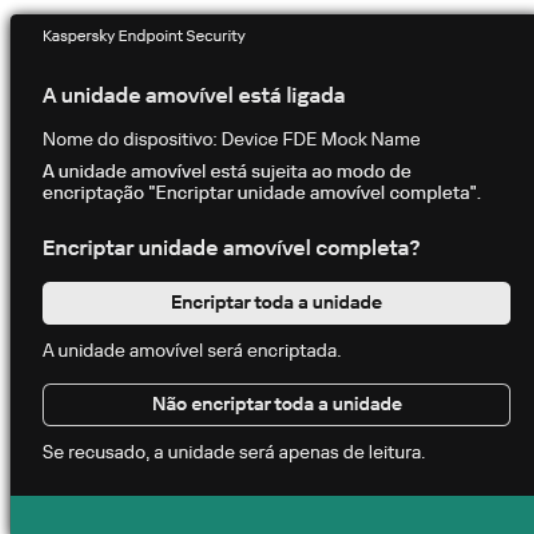 Kaspersky Endpoint Security
A unidade amovível está ligada
Nome do dispositivo: Device FDE Mock Name
A unidade amovível está sujeita ao modo de
encriptação "Encriptar unidade amovível completa".
Encriptar unidade amovível completa?
Encriptar toda a unidade
A unidade amovível será encriptada.
Não encriptar toda a unidade
Se recusado, a unidade será apenas de leitura.